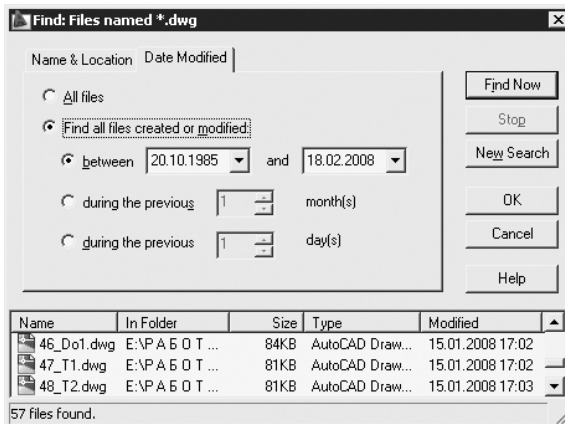 Find: Files named *.dwg
Name & Location Date Modified
All files
Find all files created or modified:
between 20.10.1985 and 18.02.2008
during the previous 1 month(s)
during the previous 1 day(s)
Find Now
Stop
New Search
OK
Cancel
Help
Name In Folder Size Type Modified
46_Do1.dwg E:\Р А Б О Т ... 84KB AutoCAD Draw... 15.01.2008 17:02
47_T1.dwg E:\Р А Б О Т ... 81KB AutoCAD Draw... 15.01.2008 17:02
48_T2.dwg E:\Р А Б О Т ... 81KB AutoCAD Draw... 15.01.2008 17:03
57 files found.